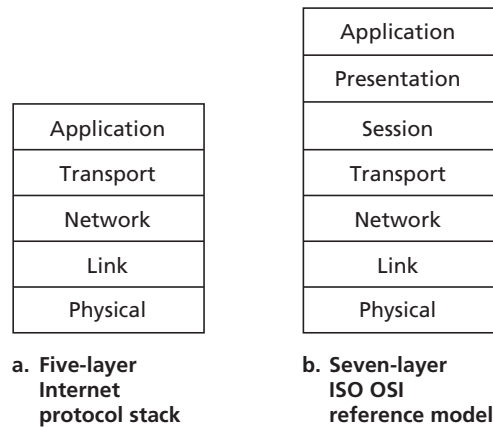 Application
Transport
Network
Link
Physical
a. Five-layer
Internet
protocol stack
Application
Presentation
Session
Transport
Network
Link
Physical
b. Seven-layer
ISO OSI
reference model